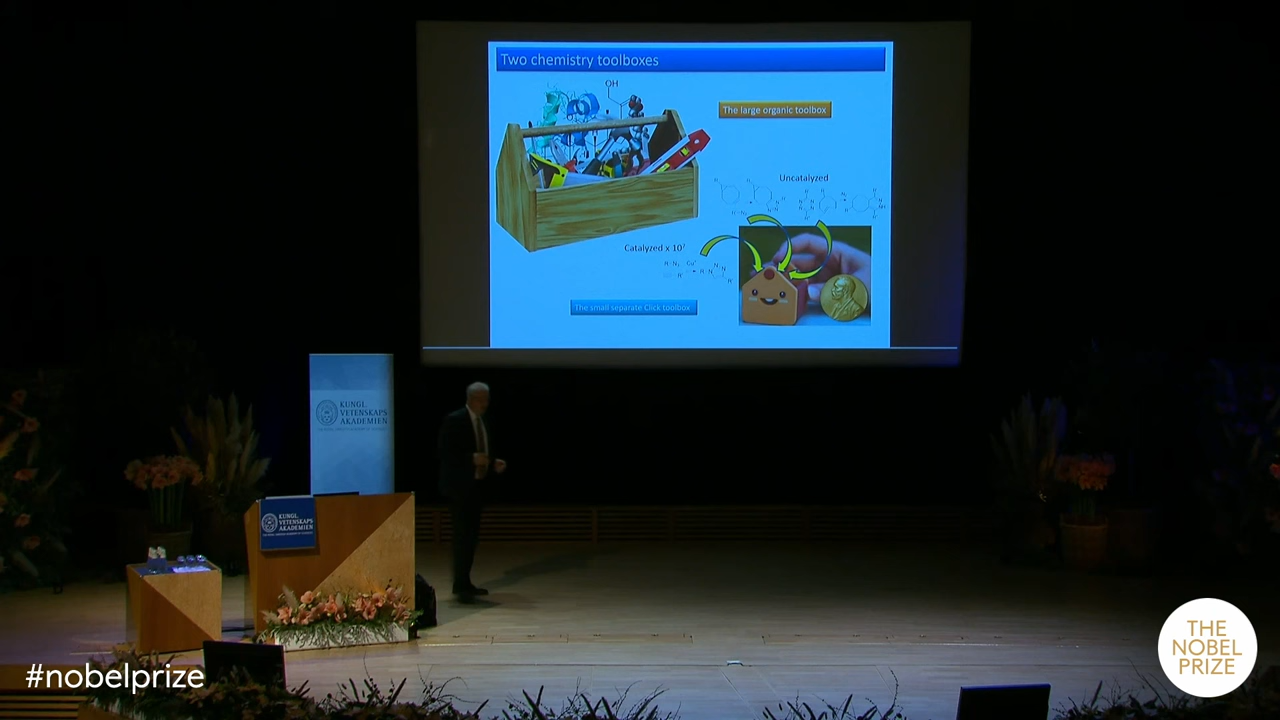 Two chemistry toolboxes
OH
The large organic toolbox
Uncatalyzed
Catalyzed x 10⁷
The small separate Click toolbox
KUNGL.
VETENSKAPS
AKADEMIEN
KUNGL.
VETENSKAPS
AKADEMIEN
#nobelprize
THE
NOBEL
PRIZE